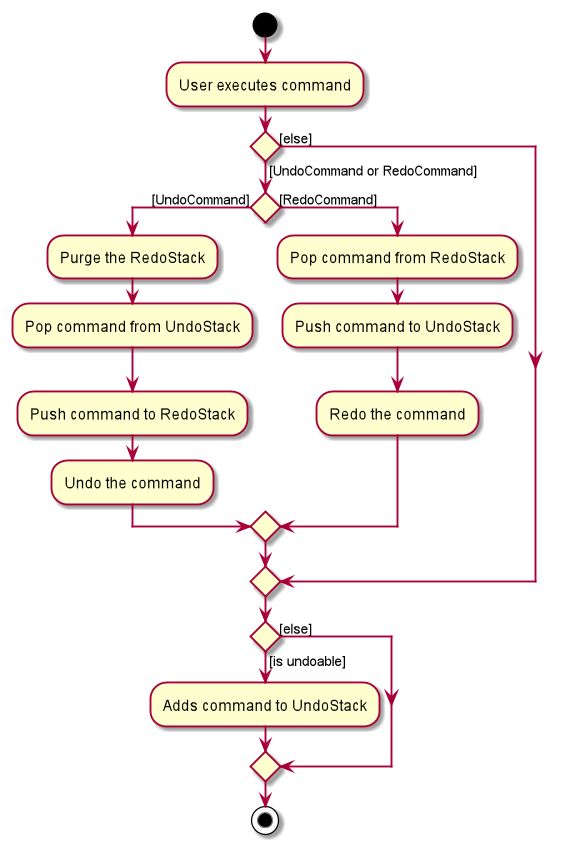 User executes command
[else]
[UndoCommand or RedoCommand]
[UndoCommand]
[RedoCommand]
Purge the RedoStack
Pop command from RedoStack
Pop command from UndoStack
Push command to UndoStack
Push command to RedoStack
Redo the command
Undo the command
[else]
[is undoable]
Adds command to UndoStack